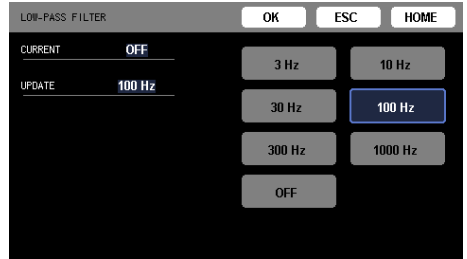 LOW-PASS FILTER OK ESC HOME
CURRENT OFF
3 Hz 10 Hz
UPDATE 100 Hz
30 Hz 100 Hz
300 Hz 1000 Hz
OFF